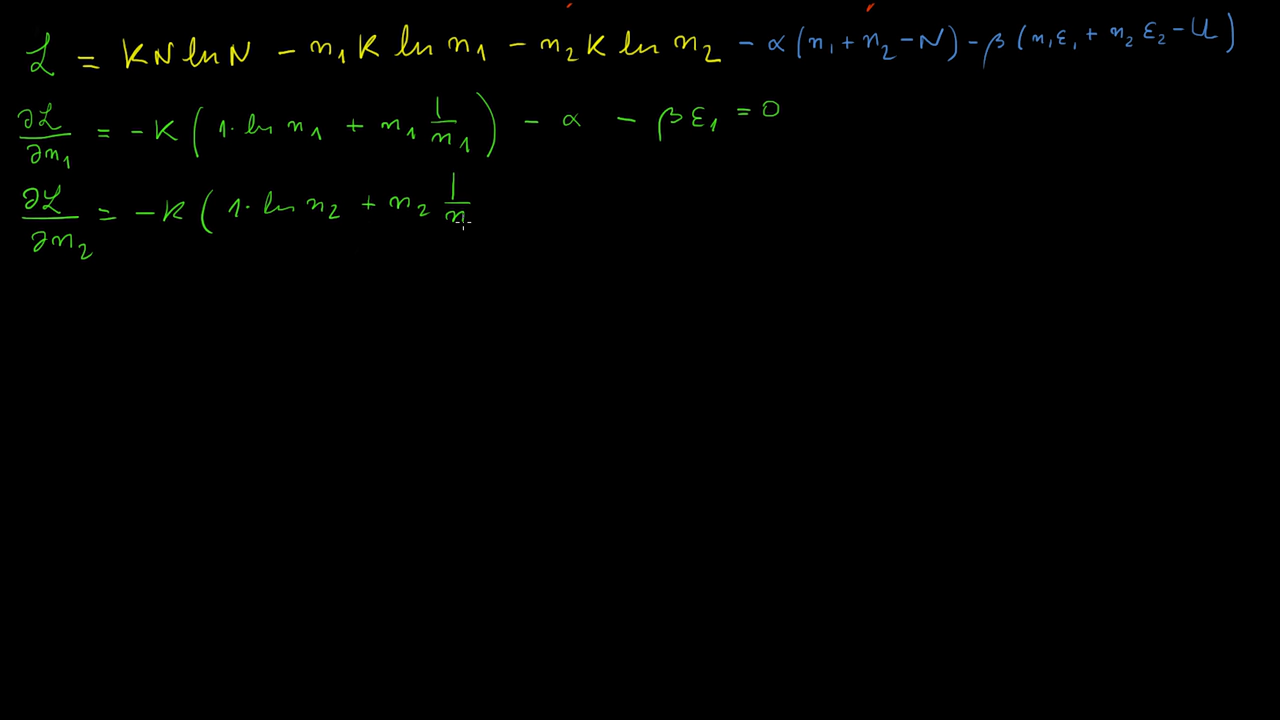 ℒ = KN ln N − n₁K ln n₁ − n₂K ln n₂ − α(n₁ + n₂ − N) − β(n₁ε₁ + n₂ε₂ − U)
∂ℒ/∂n₁ = −K(1· ln n₁ + n₁ 1/n₁) − α − βε₁ = 0
∂ℒ/∂n₂ = −K(1· ln n₂ + n₂ 1/n